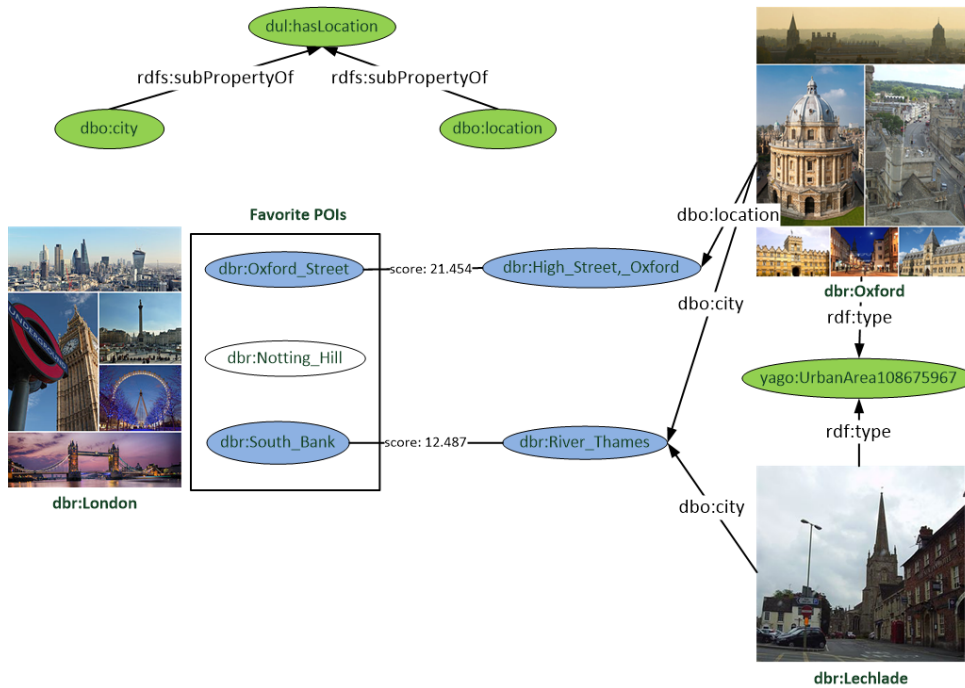 dul:hasLocation
rdfs:subPropertyOf
rdfs:subPropertyOf
dbo:city
dbo:location
Favorite POIs
dbo:location
dbr:Oxford_Street
score: 21.454
dbr:High_Street,_Oxford
dbr:Oxford
dbo:city
rdf:type
UNDERGROUND
dbr:Notting_Hill
yago:UrbanArea108675967
rdf:type
dbr:South_Bank
score: 12.487
dbr:River_Thames
dbr:London
dbo:city
dbr:Lechlade